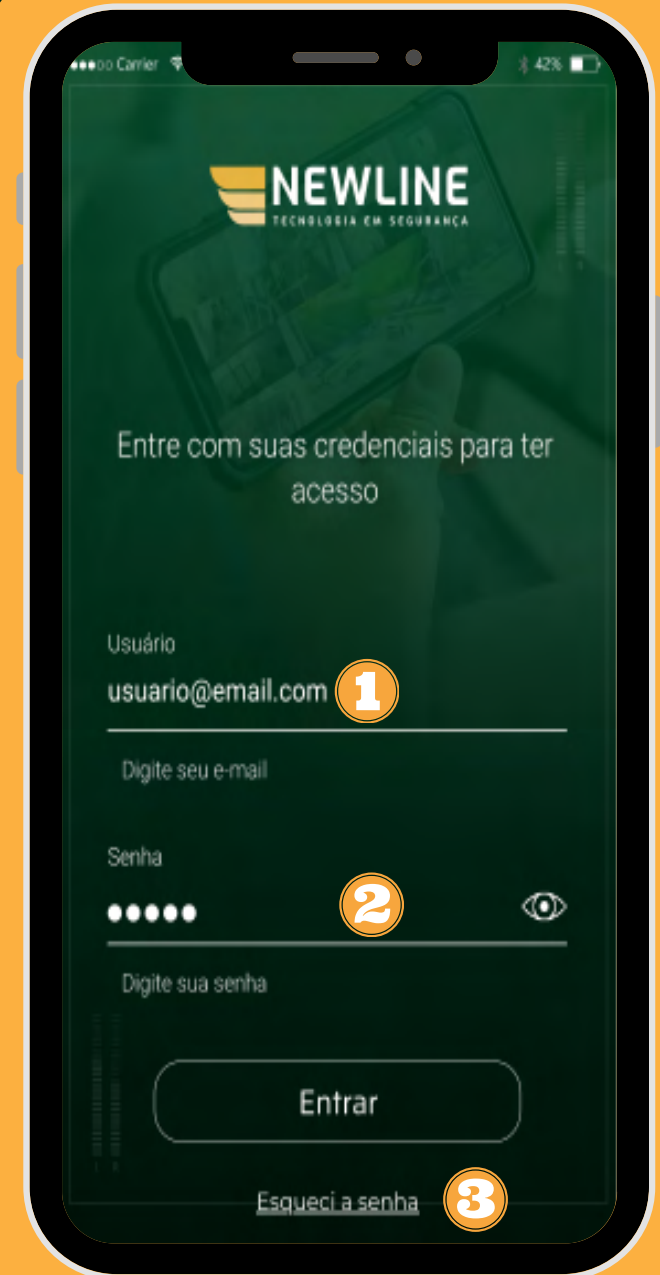 Carrier 42%
NEWLINE
TECNOLOGIA EM SEGURANÇA
Entre com suas credenciais para ter
acesso
Usuário
usuario@email.com 1
Digite seu e-mail
Senha
●●●●● 2
Digite sua senha
Entrar
Esqueci a senha 3